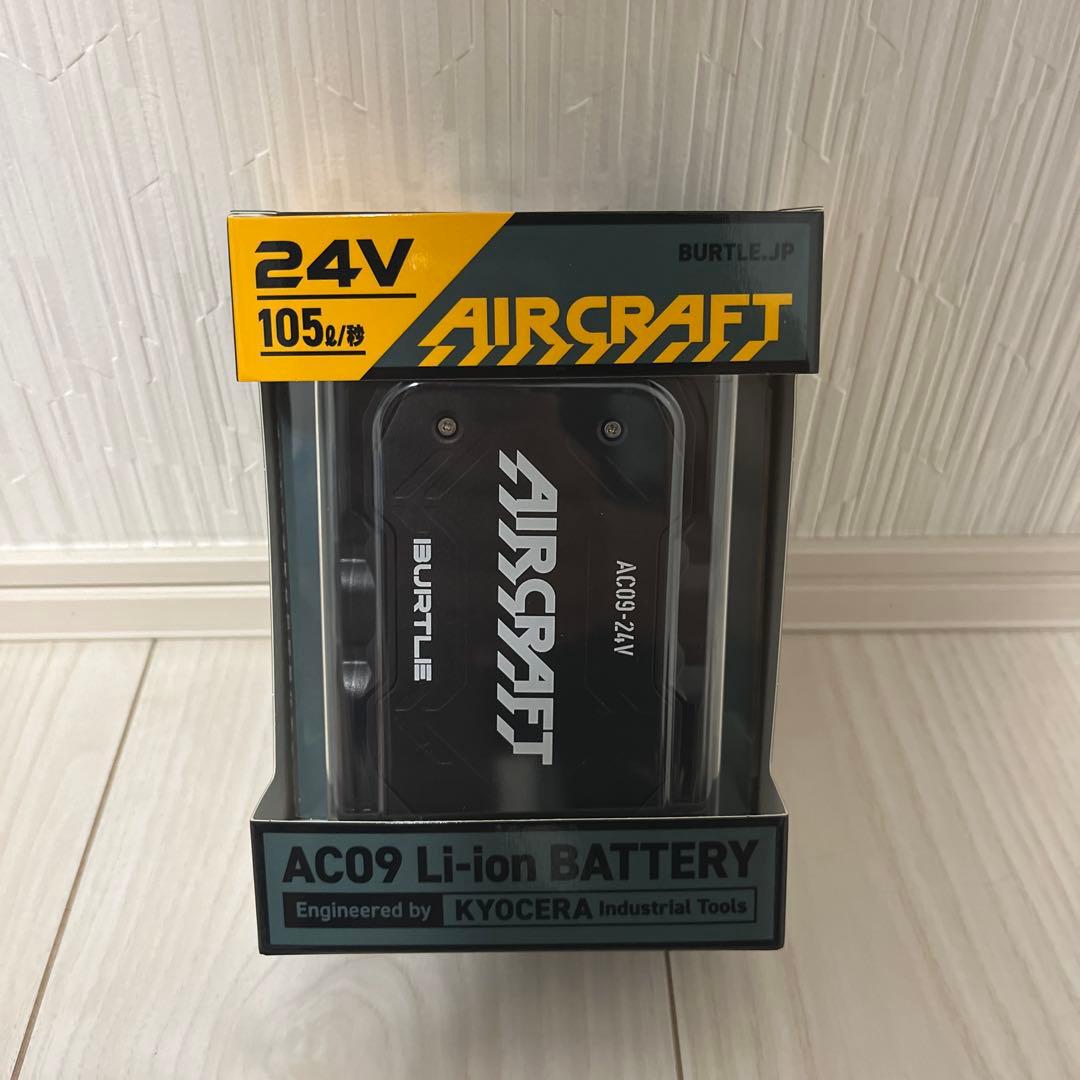 24V
105ℓ/秒
BURTLE.JP
AIRCRAFT
AIRCRAFT
BURTLE
AC09-24V
AC09 Li-ion BATTERY
Engineered by KYOCERA Industrial Tools